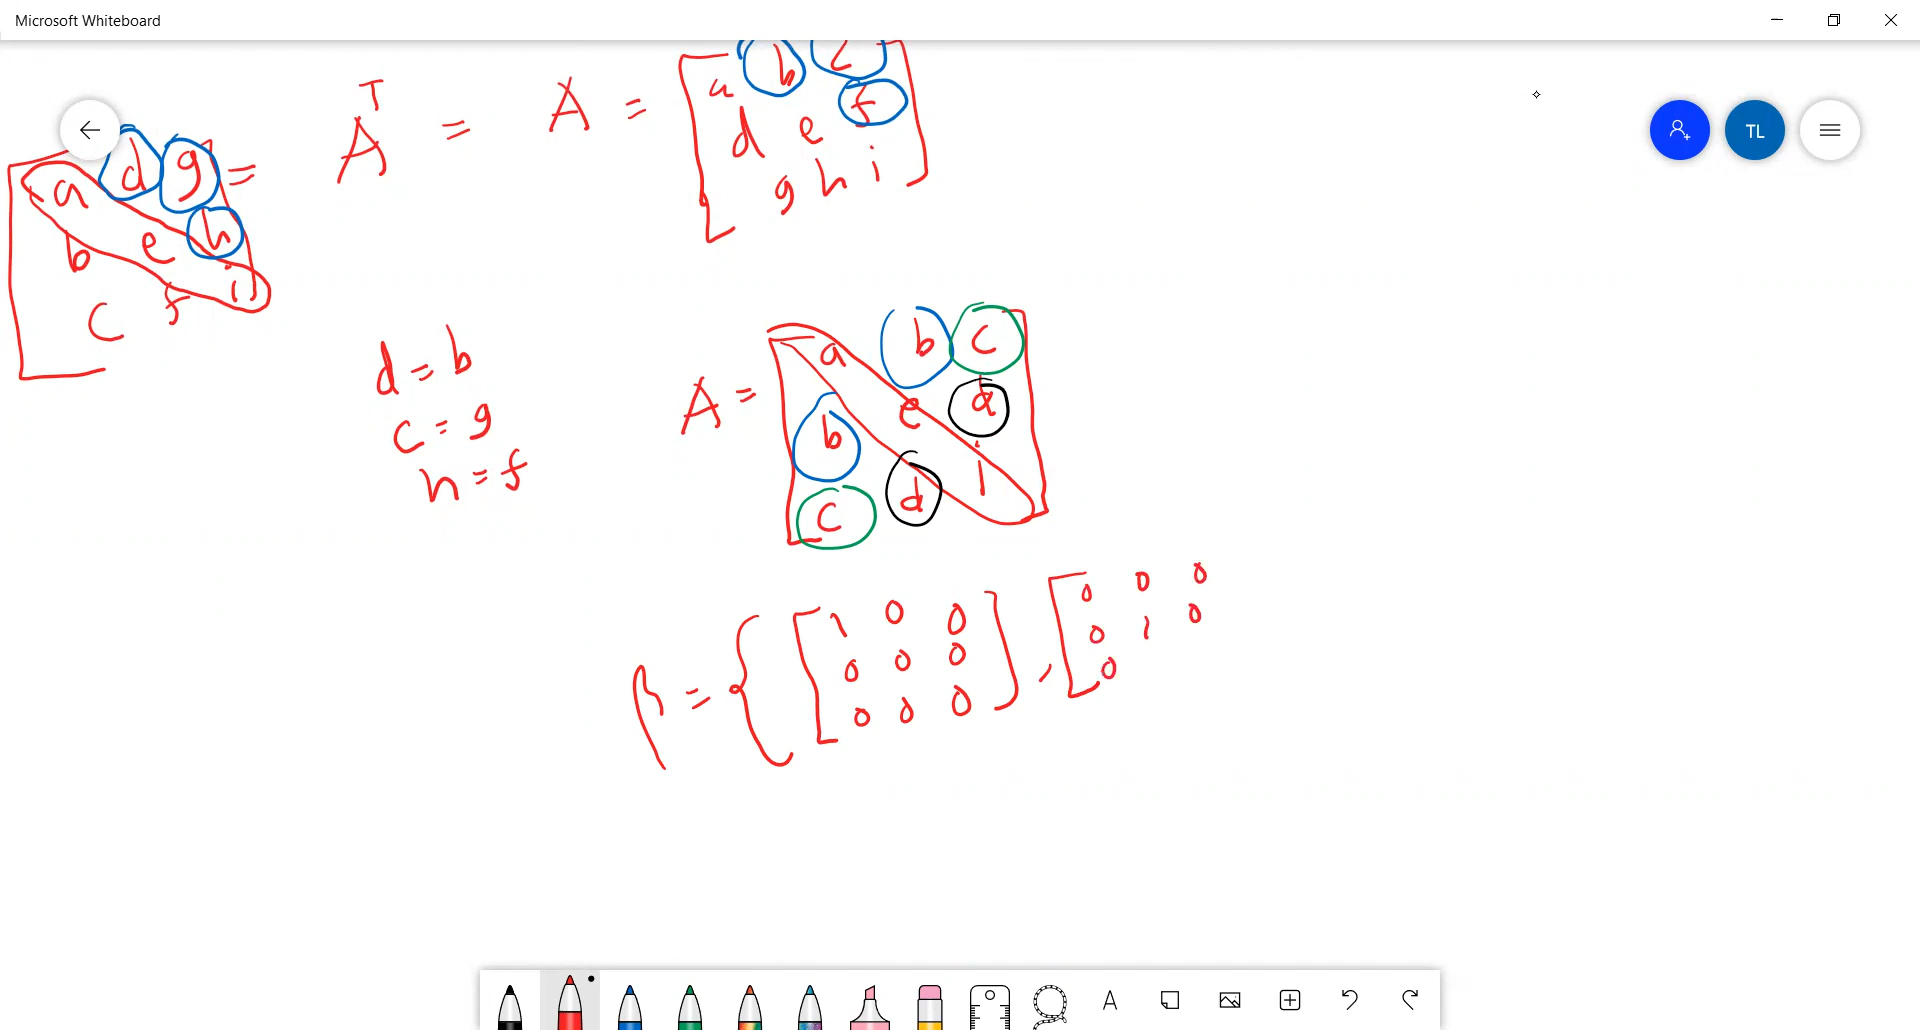 Microsoft Whiteboard
a d g
b e h
c f i
=
A^T = A =
a b c
d e f
g h i
d = b
c = g
h = f
A =
a b c
b e d
c d i
TL
β = {
1 0 0
0 0 0
0 0 0
,
0 0 0
0 1 0
0
A